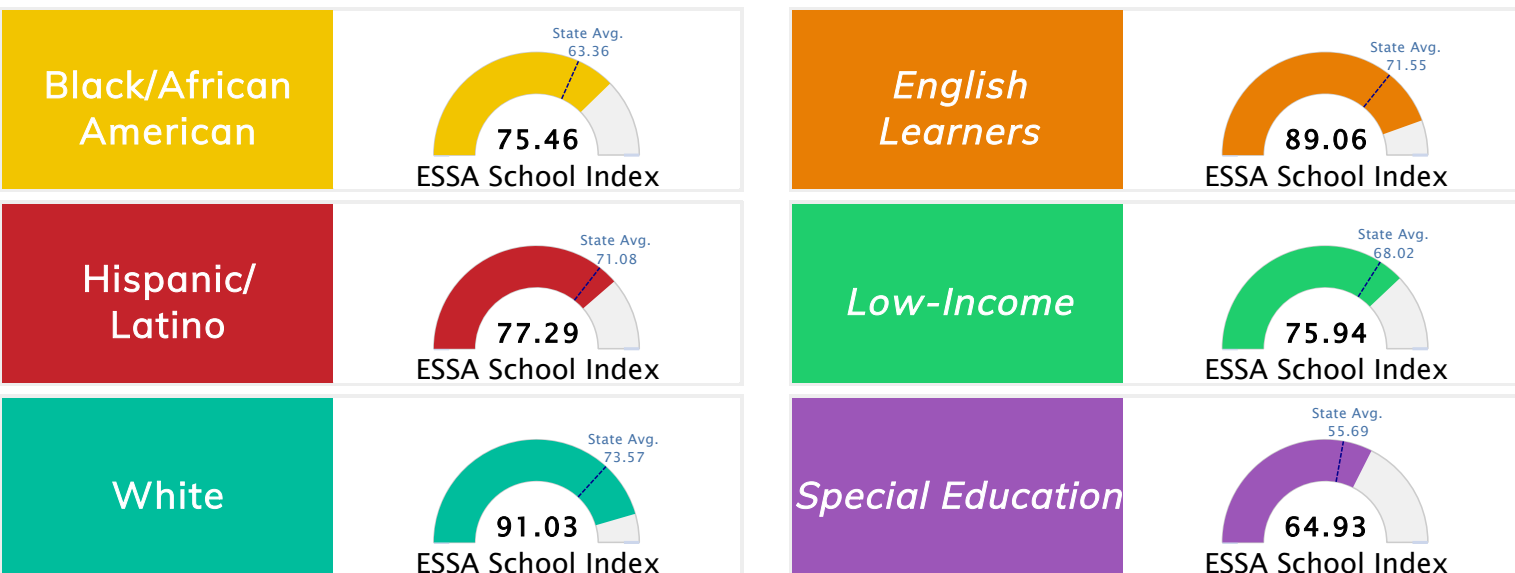 Black/African
American
State Avg.
63.36
75.46
ESSA School Index
English
Learners
State Avg.
71.55
89.06
ESSA School Index
Hispanic/
Latino
State Avg.
71.08
77.29
ESSA School Index
Low-Income
State Avg.
68.02
75.94
ESSA School Index
White
State Avg.
73.57
91.03
ESSA School Index
Special Education
State Avg.
55.69
64.93
ESSA School Index